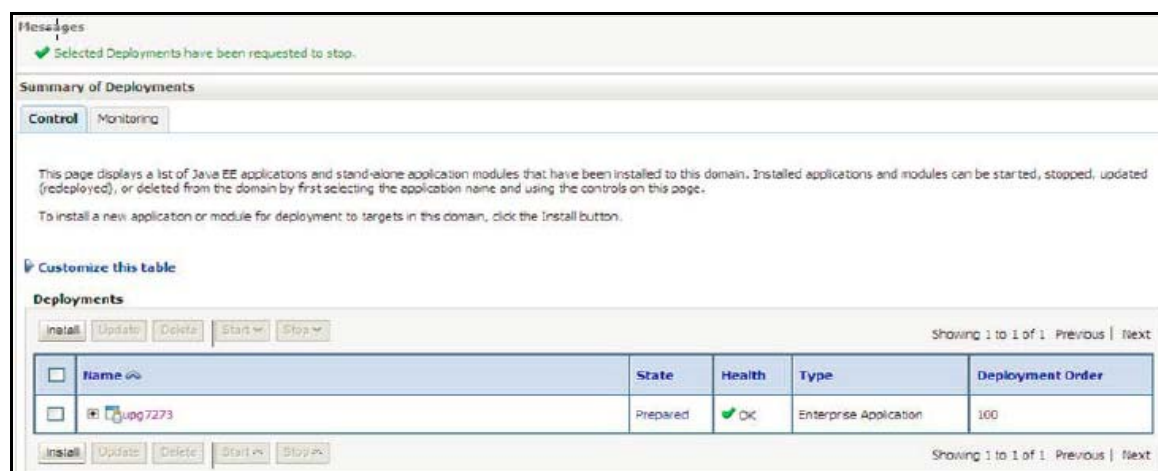 Messages
Selected Deployments have been requested to stop.
Summary of Deployments
Control Monitoring
This page displays a list of Java EE applications and stand-alone application modules that have been installed to this domain. Installed applications and modules can be started, stopped, updated
(redeployed), or deleted from the domain by first selecting the application name and using the controls on this page.
To install a new application or module for deployment to targets in this domain, click the Install button.
Customize this table
Deployments
Install Update Delete Start Stop Showing 1 to 1 of 1 Previous | Next
Name State Health Type Deployment Order
upg7273 Prepared OK Enterprise Application 100
Install Update Delete Start Stop Showing 1 to 1 of 1 Previous | Next